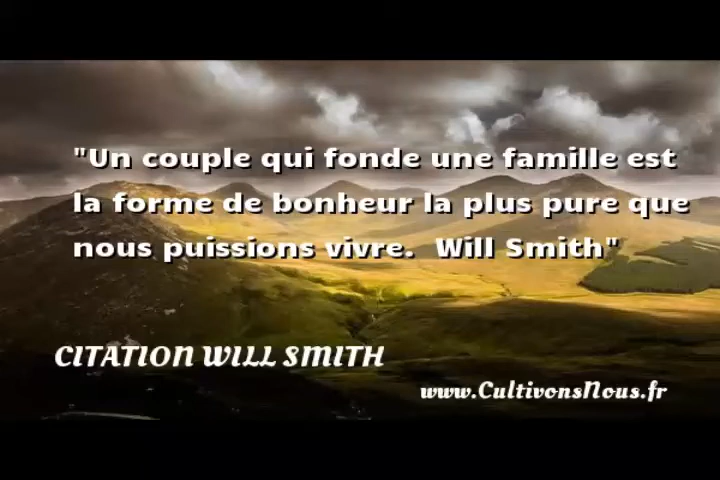 "Un couple qui fonde une famille est
la forme de bonheur la plus pure que
nous puissions vivre.  Will Smith"
CITATION WILL SMITH
www.CultivonsNous.fr